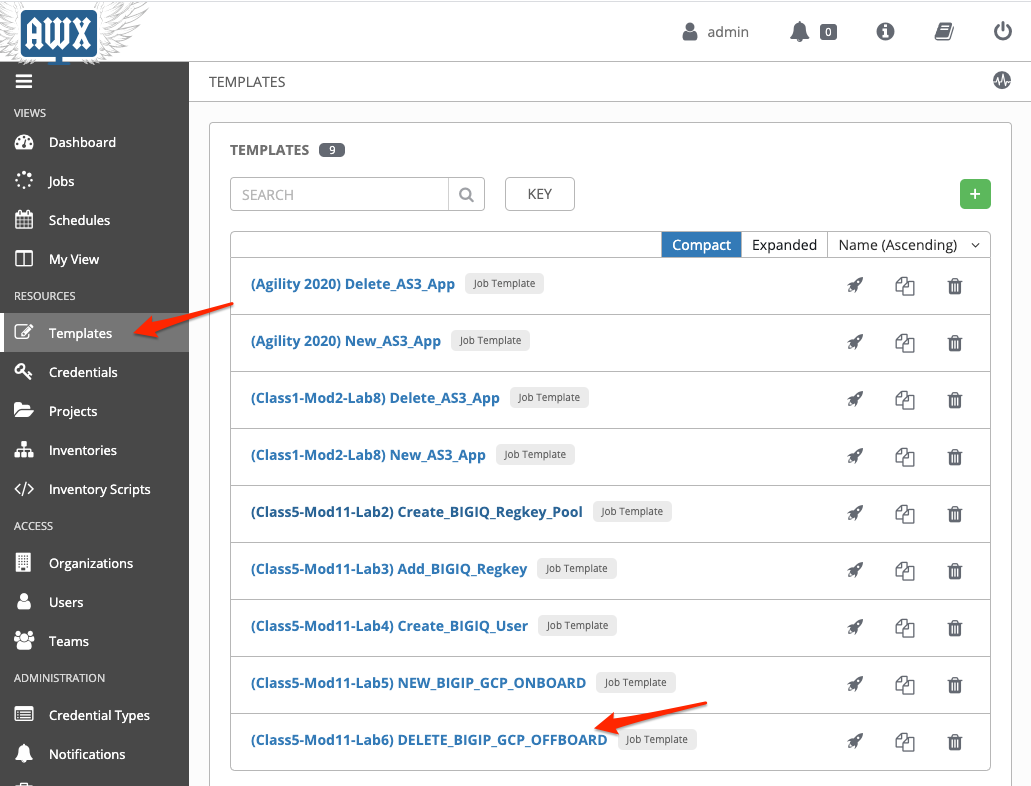 AWX
admin
0
VIEWS
Dashboard
Jobs
Schedules
My View
RESOURCES
Templates
Credentials
Projects
Inventories
Inventory Scripts
ACCESS
Organizations
Users
Teams
ADMINISTRATION
Credential Types
Notifications
TEMPLATES
TEMPLATES 9
SEARCH
KEY
+
Compact Expanded Name (Ascending)
(Agility 2020) Delete_AS3_App Job Template
(Agility 2020) New_AS3_App Job Template
(Class1-Mod2-Lab8) Delete_AS3_App Job Template
(Class1-Mod2-Lab8) New_AS3_App Job Template
(Class5-Mod11-Lab2) Create_BIGIQ_Regkey_Pool Job Template
(Class5-Mod11-Lab3) Add_BIGIQ_Regkey Job Template
(Class5-Mod11-Lab4) Create_BIGIQ_User Job Template
(Class5-Mod11-Lab5) NEW_BIGIP_GCP_ONBOARD Job Template
(Class5-Mod11-Lab6) DELETE_BIGIP_GCP_OFFBOARD Job Template